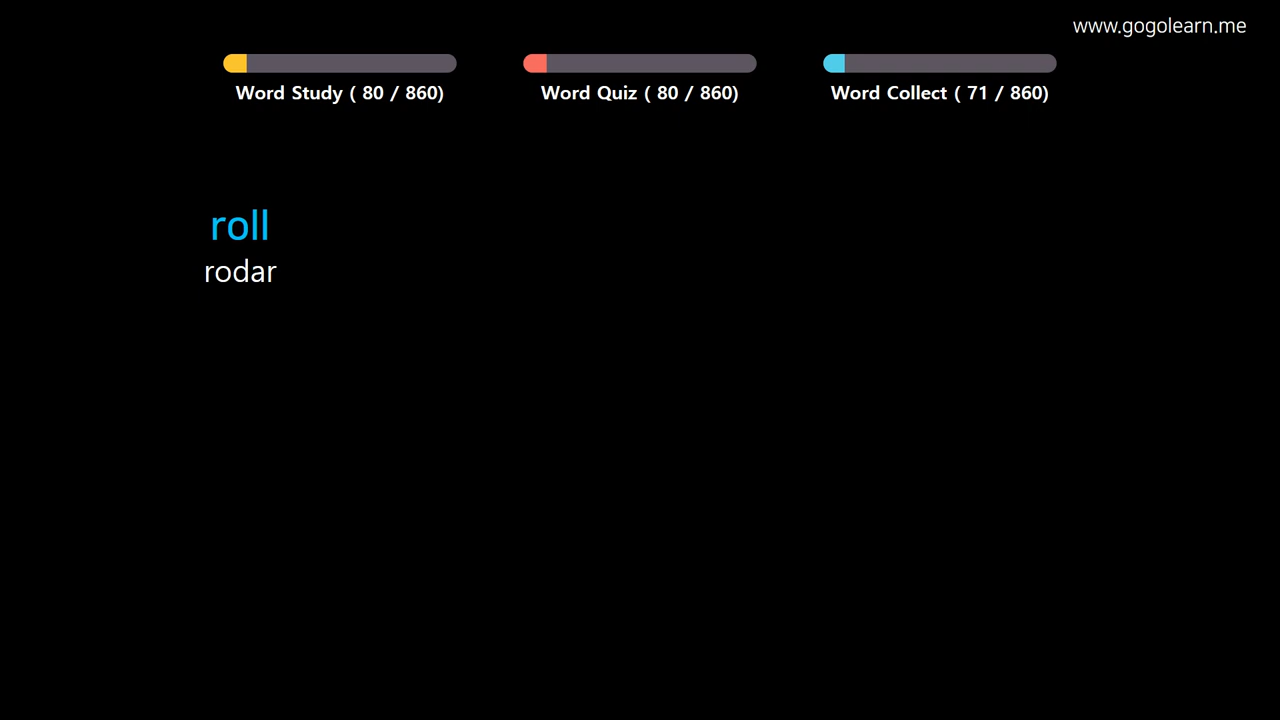 www.gogolearn.me
Word Study ( 80 / 860)
Word Quiz ( 80 / 860)
Word Collect ( 71 / 860)
roll
rodar